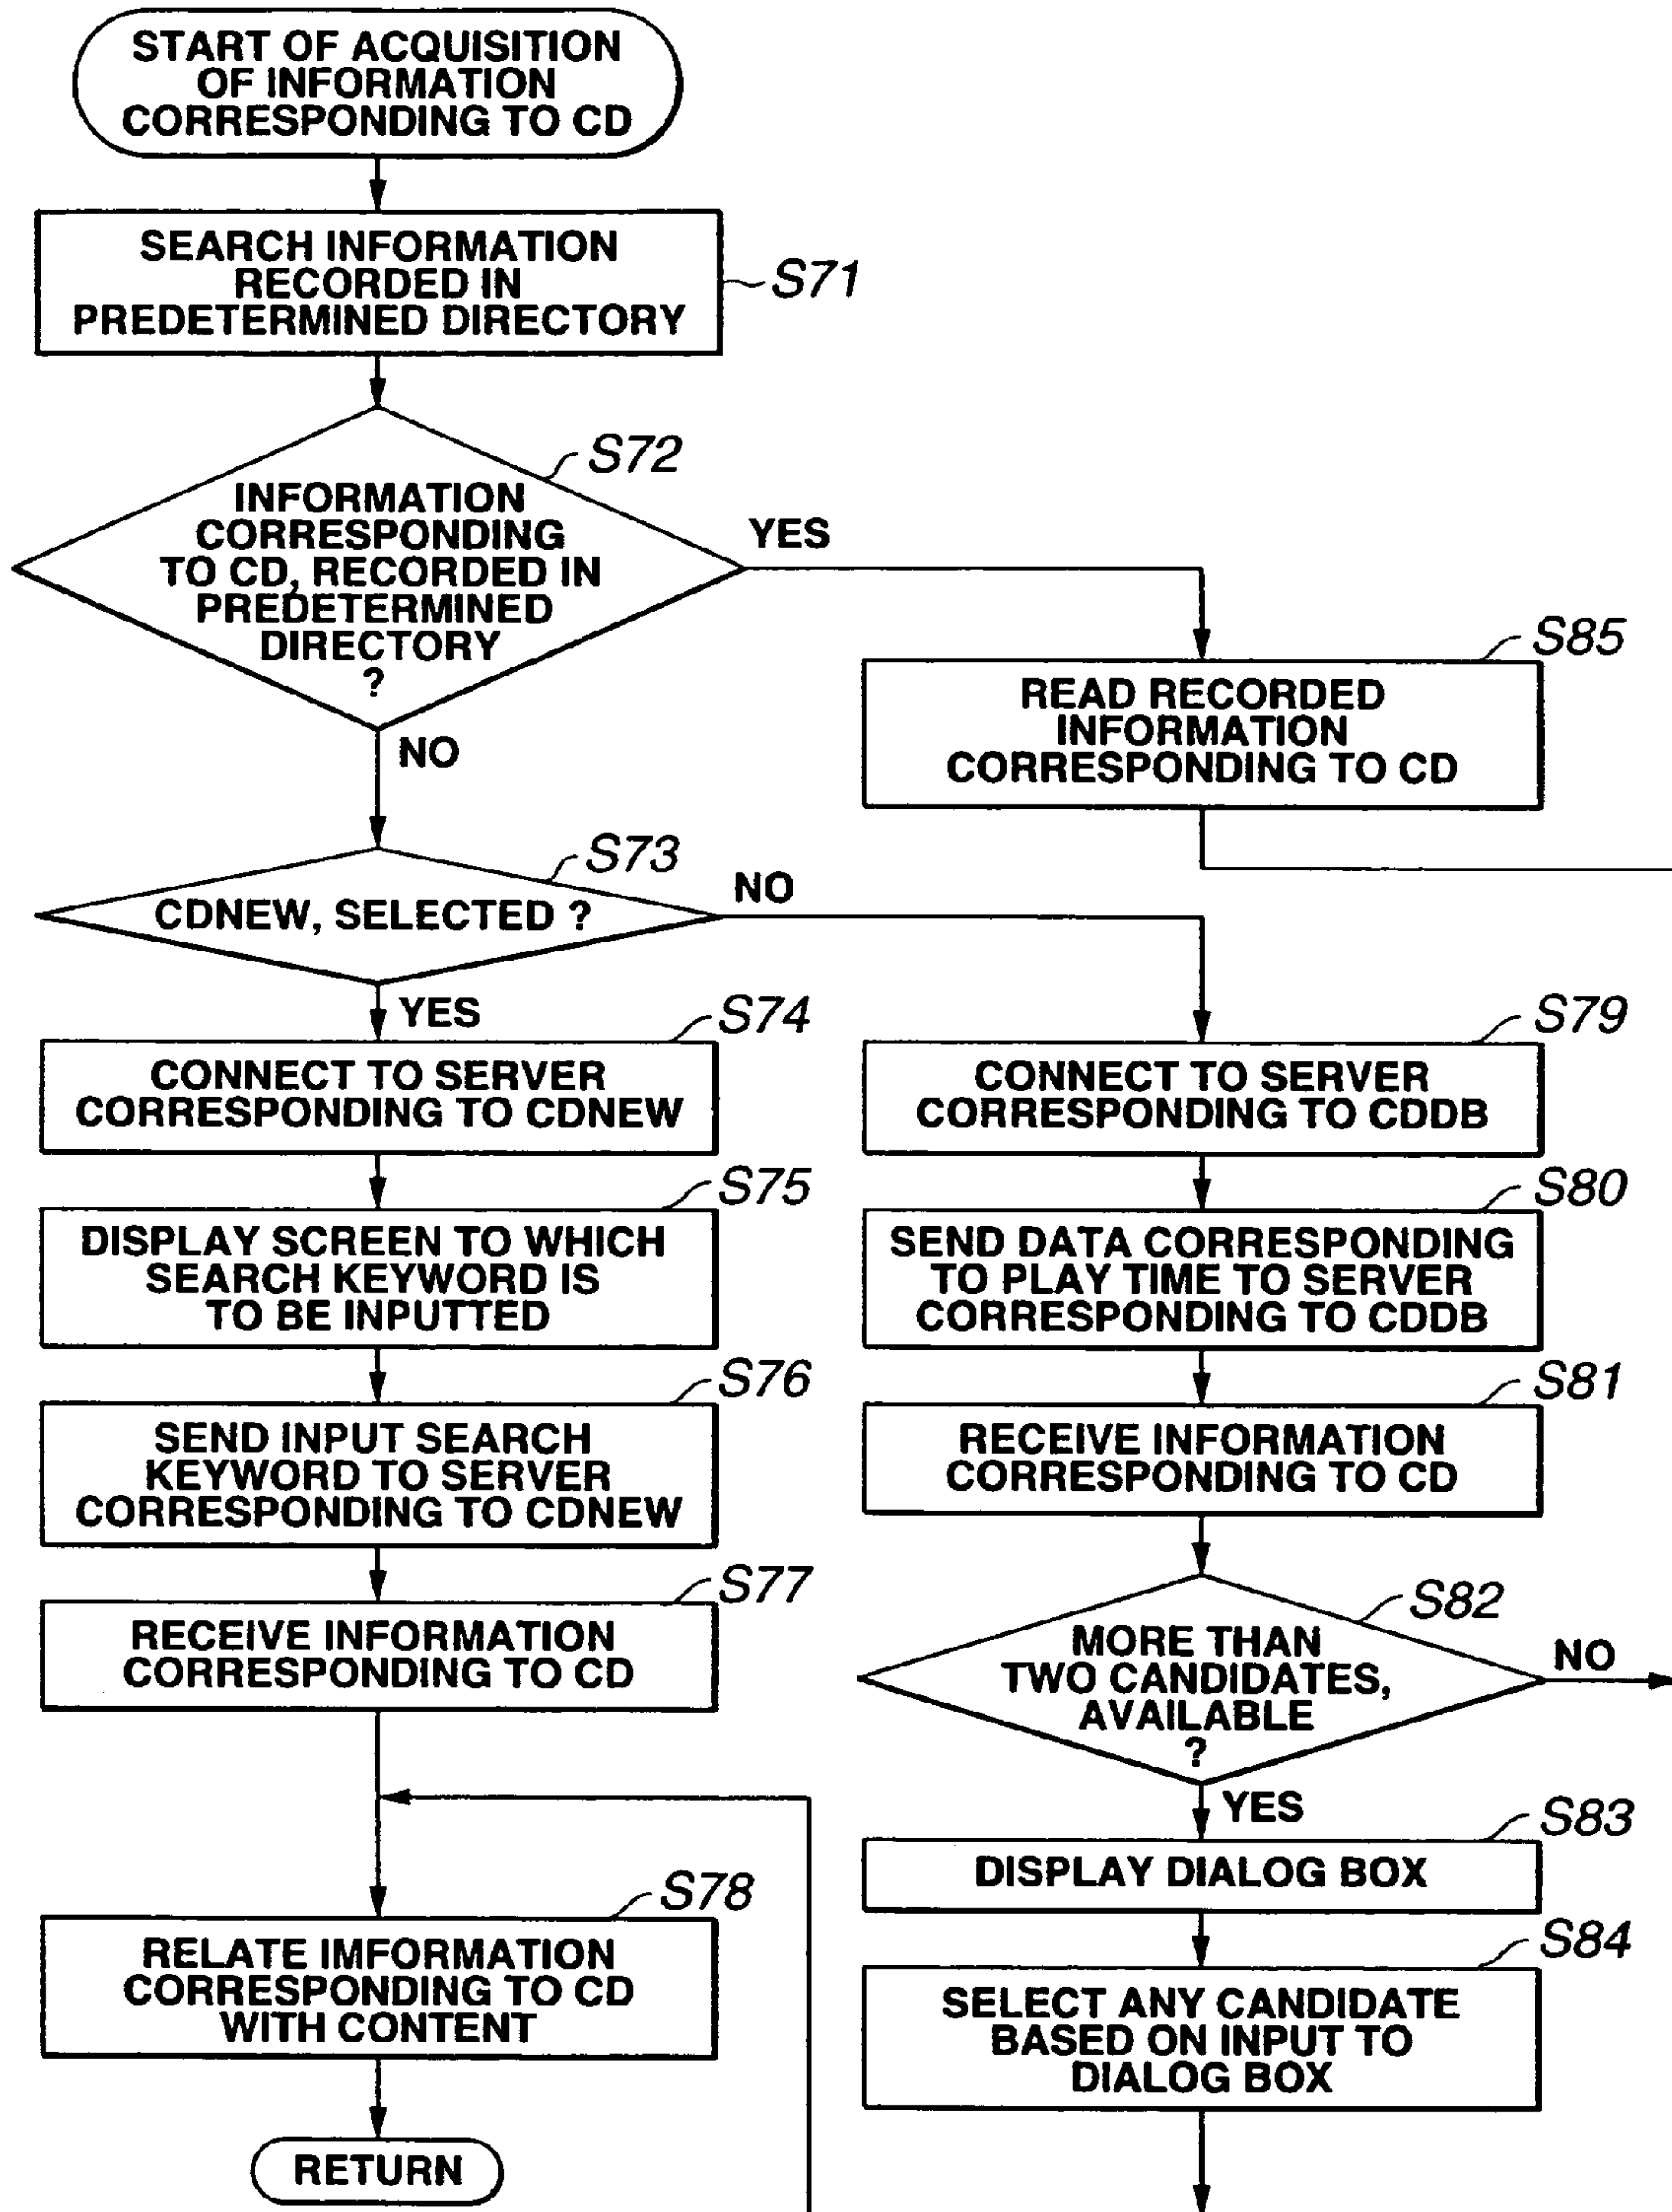 START OF ACQUISITION
OF INFORMATION
CORRESPONDING TO CD
SEARCH INFORMATION
RECORDED IN
PREDETERMINED DIRECTORY
S71
S72
INFORMATION
CORRESPONDING
TO CD, RECORDED IN
PREDETERMINED
DIRECTORY
?
YES
NO
S85
READ RECORDED
INFORMATION
CORRESPONDING TO CD
S73
CDNEW, SELECTED ?
NO
YES
S74
CONNECT TO SERVER
CORRESPONDING TO CDNEW
S75
DISPLAY SCREEN TO WHICH
SEARCH KEYWORD IS
TO BE INPUTTED
S76
SEND INPUT SEARCH
KEYWORD TO SERVER
CORRESPONDING TO CDNEW
S77
RECEIVE INFORMATION
CORRESPONDING TO CD
S78
RELATE IMFORMATION
CORRESPONDING TO CD
WITH CONTENT
RETURN
S79
CONNECT TO SERVER
CORRESPONDING TO CDDB
S80
SEND DATA CORRESPONDING
TO PLAY TIME TO SERVER
CORRESPONDING TO CDDB
S81
RECEIVE INFORMATION
CORRESPONDING TO CD
S82
MORE THAN
TWO CANDIDATES,
AVAILABLE
?
NO
YES
S83
DISPLAY DIALOG BOX
S84
SELECT ANY CANDIDATE
BASED ON INPUT TO
DIALOG BOX